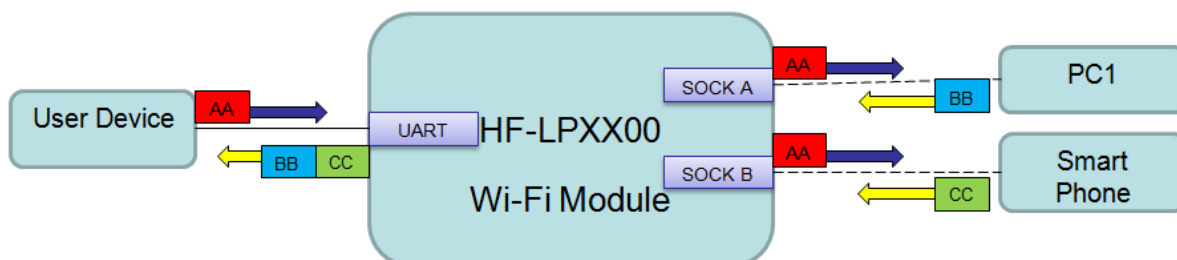 User Device
AA
BB
CC
UART
HF-LPXX00
Wi-Fi Module
SOCK A
AA
BB
PC1
SOCK B
AA
CC
Smart
Phone